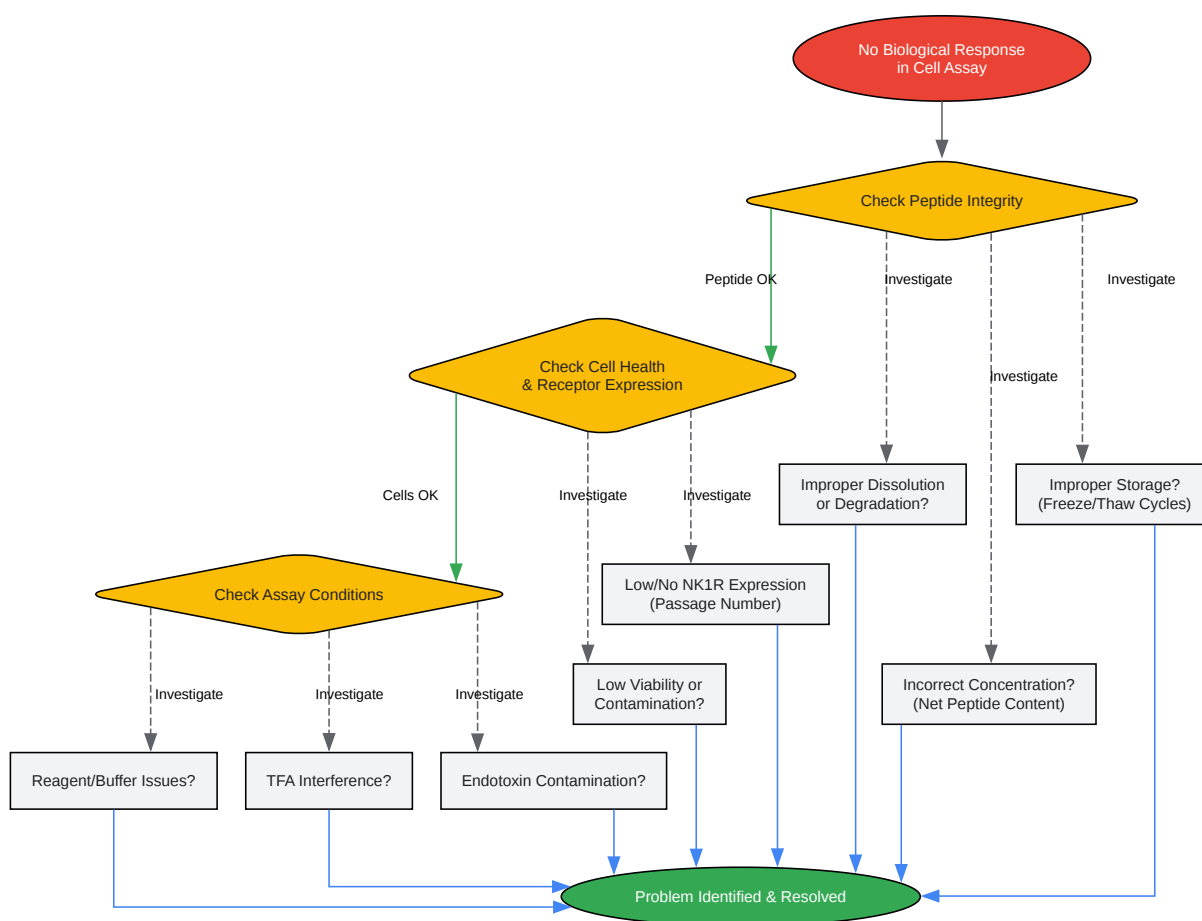 No Biological Response
in Cell Assay
Check Peptide Integrity
Peptide OK
Investigate
Investigate
Check Cell Health
& Receptor Expression
Investigate
Cells OK
Investigate
Investigate
Improper Dissolution
or Degradation?
Improper Storage?
(Freeze/Thaw Cycles)
Check Assay Conditions
Low/No NK1R Expression
(Passage Number)
Investigate
Investigate
Investigate
Low Viability or
Contamination?
Incorrect Concentration?
(Net Peptide Content)
Reagent/Buffer Issues?
TFA Interference?
Endotoxin Contamination?
Problem Identified & Resolved